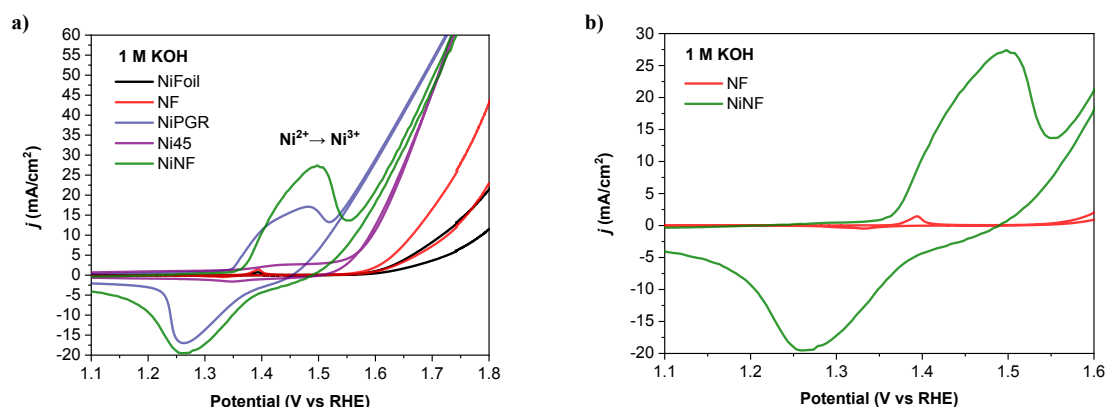 a)
1 M KOH
NiFoil
NF
NiPGR
Ni45
NiNF
Ni²⁺→ Ni³⁺
60
55
50
45
40
35
30
25
20
15
10
5
0
-5
-10
-15
-20
j (mA/cm²)
1.1 1.2 1.3 1.4 1.5 1.6 1.7 1.8
Potential (V vs RHE)
b)
1 M KOH
NF
NiNF
30
25
20
15
10
5
0
-5
-10
-15
-20
j (mA/cm²)
1.1 1.2 1.3 1.4 1.5 1.6
Potential (V vs RHE)